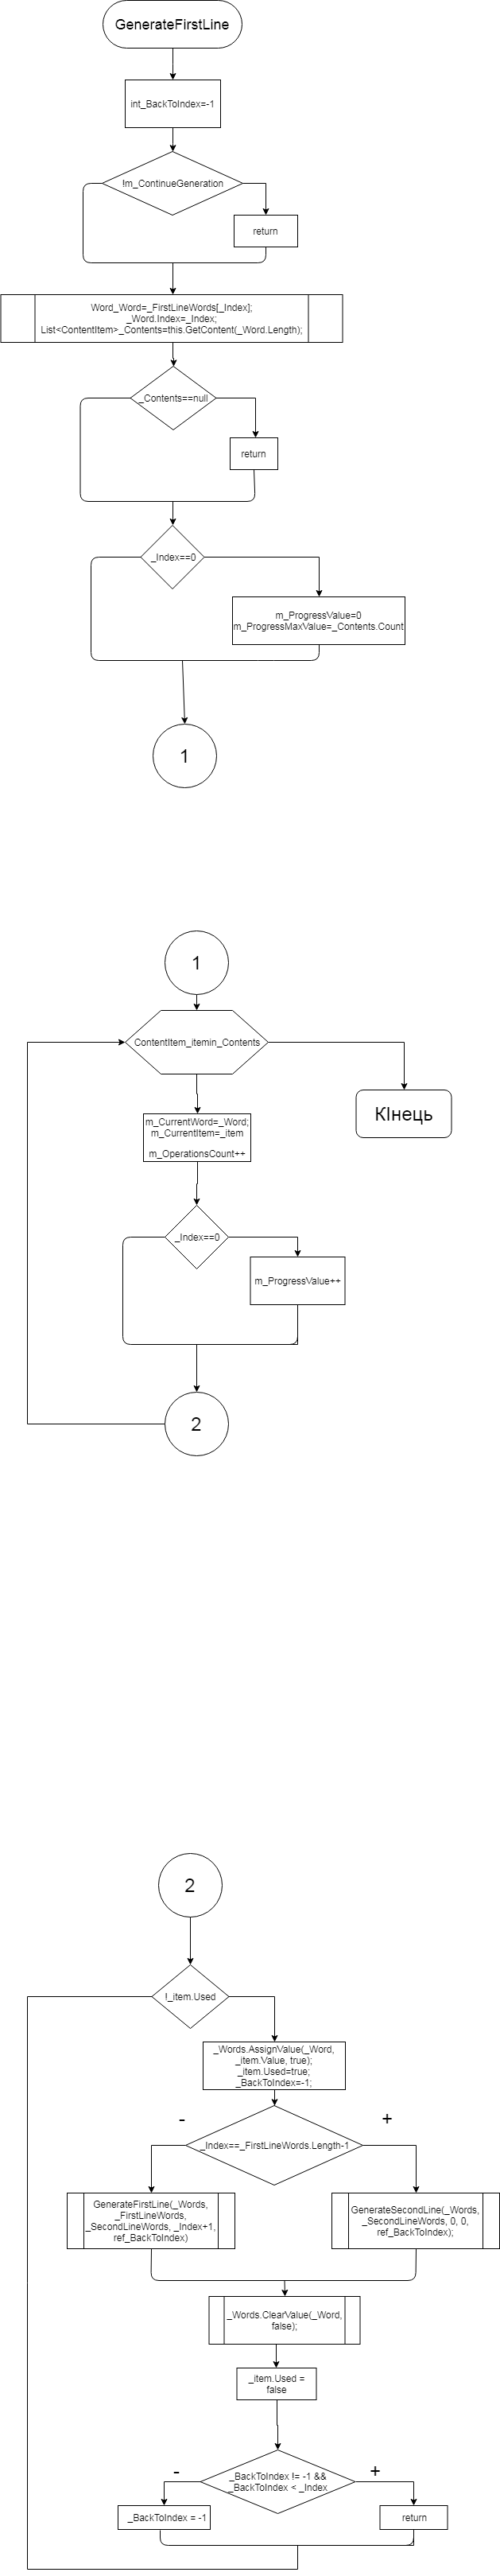 GenerateFirstLine
int_BackToIndex=-1
!m_ContinueGeneration
return
Word_Word=_FirstLineWords[_Index];
_Word.Index=_Index;
List<ContentItem>_Contents=this.GetContent(_Word.Length);
_Contents==null
return
_Index==0
m_ProgressValue=0
m_ProgressMaxValue=_Contents.Count
1
1
ContentItem_itemin_Contents
КІнець
m_CurrentWord=_Word;
m_CurrentItem=_item
m_OperationsCount++
_Index==0
m_ProgressValue++
2
2
!_item.Used
_Words.AssignValue(_Word,
_item.Value, true);
_item.Used=true;
_BackToIndex=-1;
-
+
_Index==_FirstLineWords.Length-1
GenerateFirstLine(_Words,
_FirstLineWords,
_SecondLineWords, _Index+1,
ref_BackToIndex)
GenerateSecondLine(_Words,
_SecondLineWords, 0, 0,
ref_BackToIndex);
_Words.ClearValue(_Word,
false);
_item.Used =
false
_BackToIndex != -1 &&
_BackToIndex < _Index
-
+
_BackToIndex = -1
return